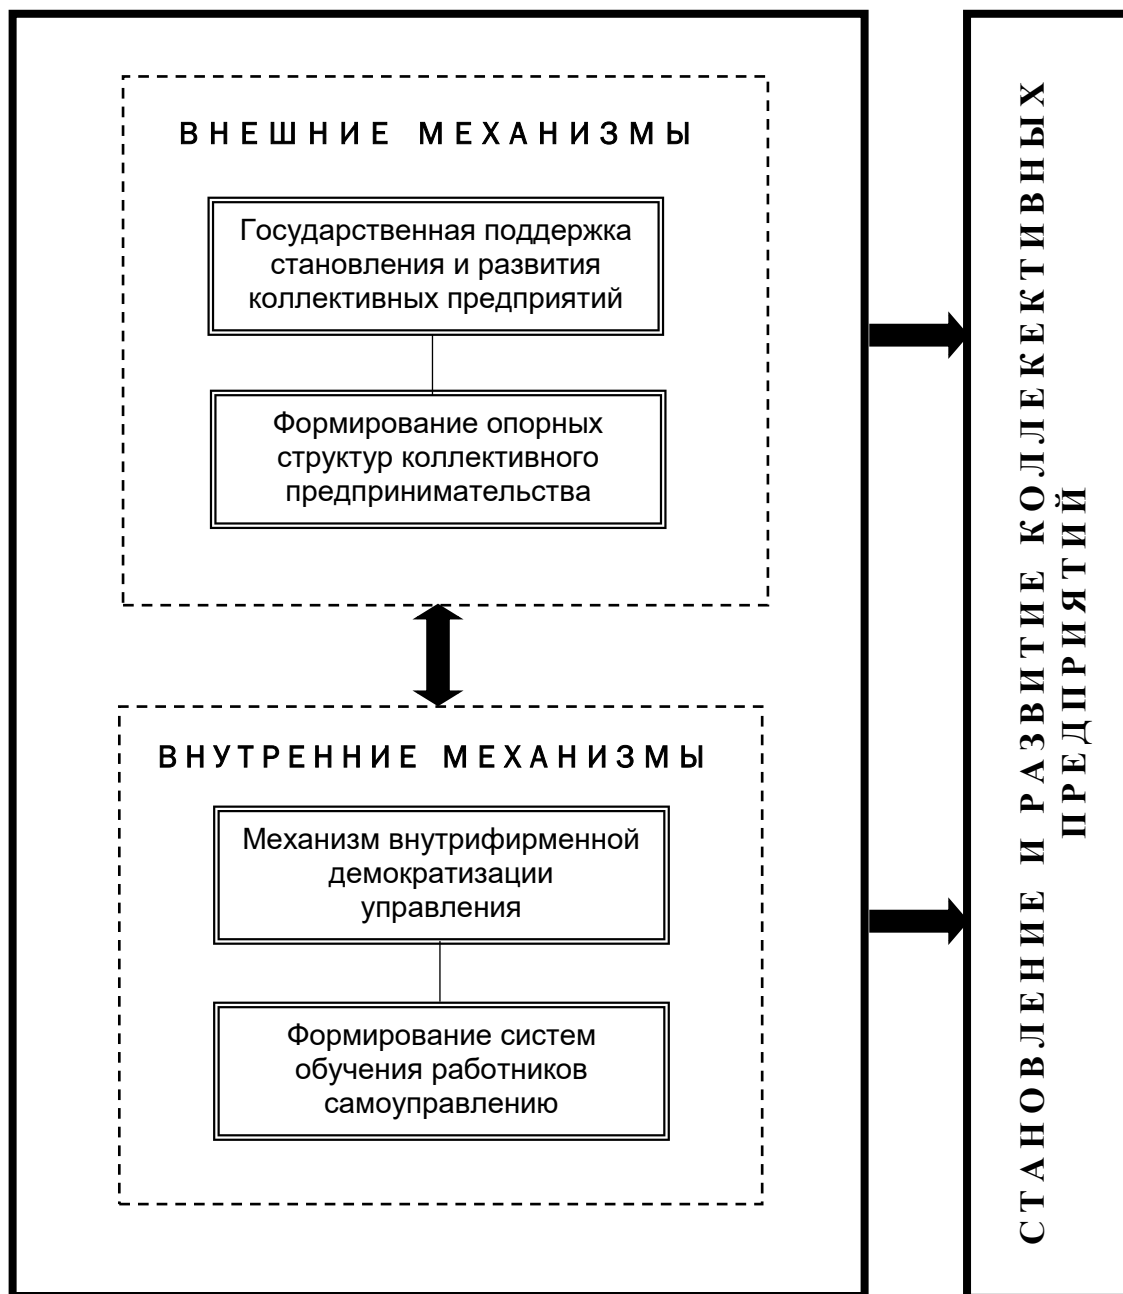 ВНЕШНИЕ МЕХАНИЗМЫ
Государственная поддержка
становления и развития
коллективных предприятий
Формирование опорных
структур коллективного
предпринимательства
ВНУТРЕННИЕ МЕХАНИЗМЫ
Механизм внутрифирменной
демократизации
управления
Формирование систем
обучения работников
самоуправлению
СТАНОВЛЕНИЕ И РАЗВИТИЕ КОЛЛЕКЕКТИВНЫХ
ПРЕДПРИЯТИЙ